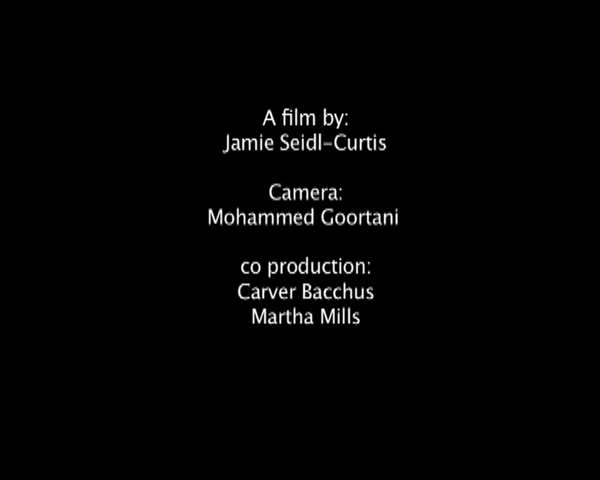 A film by:
Jamie Seidl-Curtis
Camera:
Mohammed Goortani
co production:
Carver Bacchus
Martha Mills